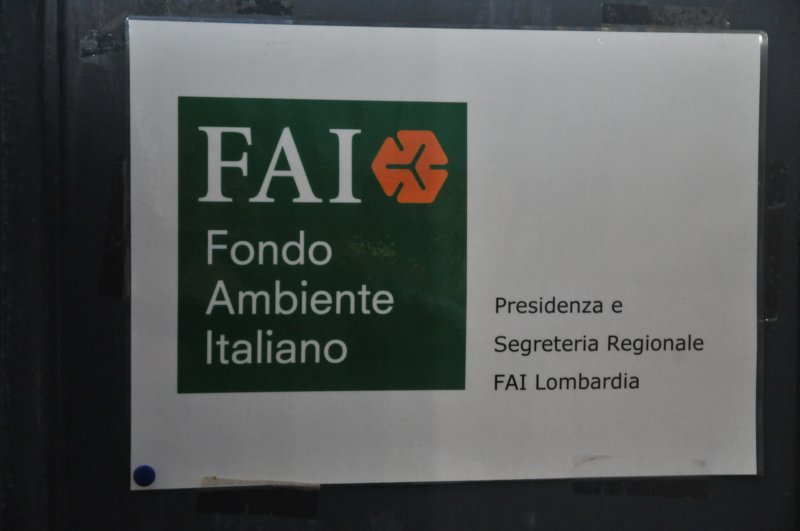 FAI
Fondo
Ambiente
Italiano
Presidenza e
Segreteria Regionale
FAI Lombardia